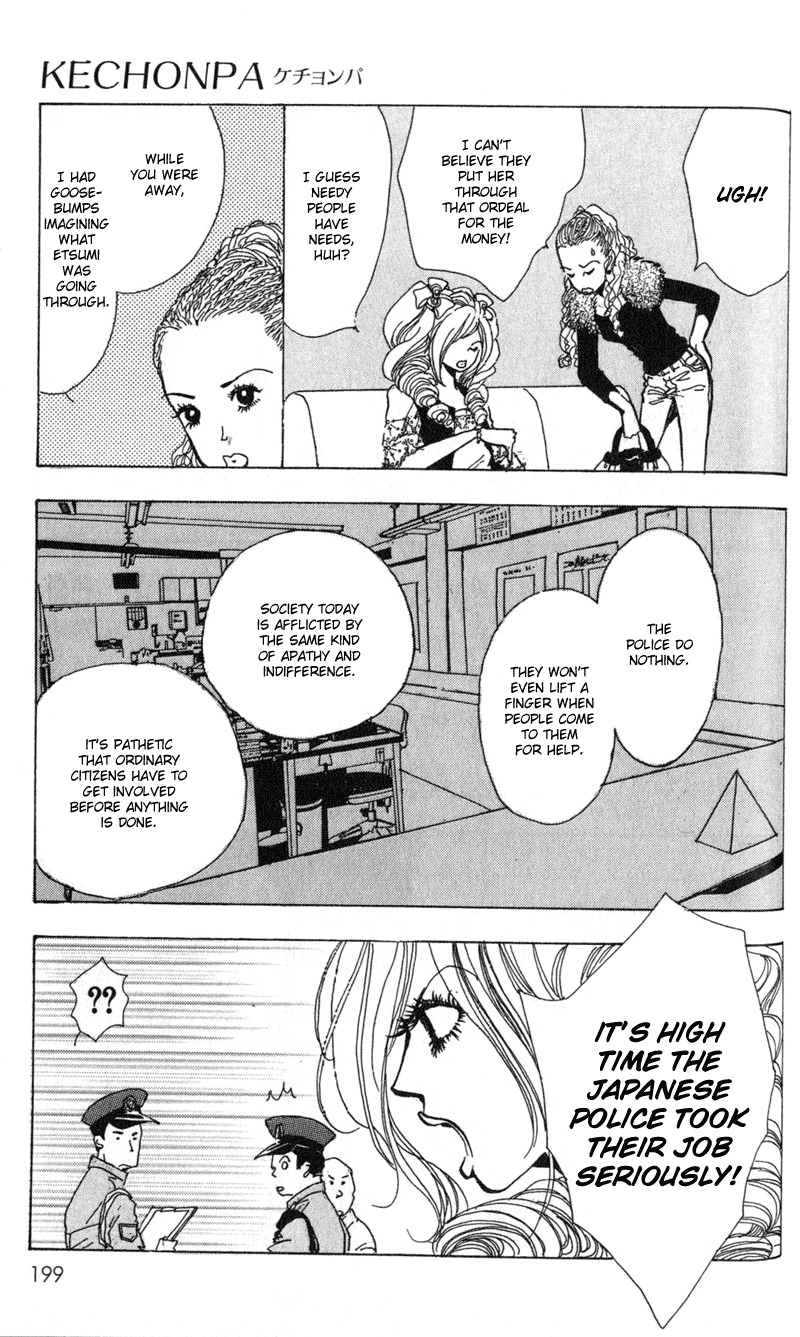 KECHONPA ケチョンパ
UGH!
I CAN'T
BELIEVE THEY
PUT HER
THROUGH
THAT ORDEAL
FOR THE
MONEY!
I GUESS
NEEDY
PEOPLE
HAVE
NEEDS,
HUH?
WHILE
YOU WERE
AWAY,
I HAD
GOOSE-
BUMPS
IMAGINING
WHAT
ETSUMI
WAS
GOING
THROUGH.
THE
POLICE DO
NOTHING.
THEY WON'T
EVEN LIFT A
FINGER WHEN
PEOPLE COME
TO THEM
FOR HELP.
SOCIETY TODAY
IS AFFLICTED BY
THE SAME KIND
OF APATHY AND
INDIFFERENCE.
IT'S PATHETIC
THAT ORDINARY
CITIZENS HAVE TO
GET INVOLVED
BEFORE ANYTHING
IS DONE.
IT'S HIGH
TIME THE
JAPANESE
POLICE TOOK
THEIR JOB
SERIOUSLY!
??
199